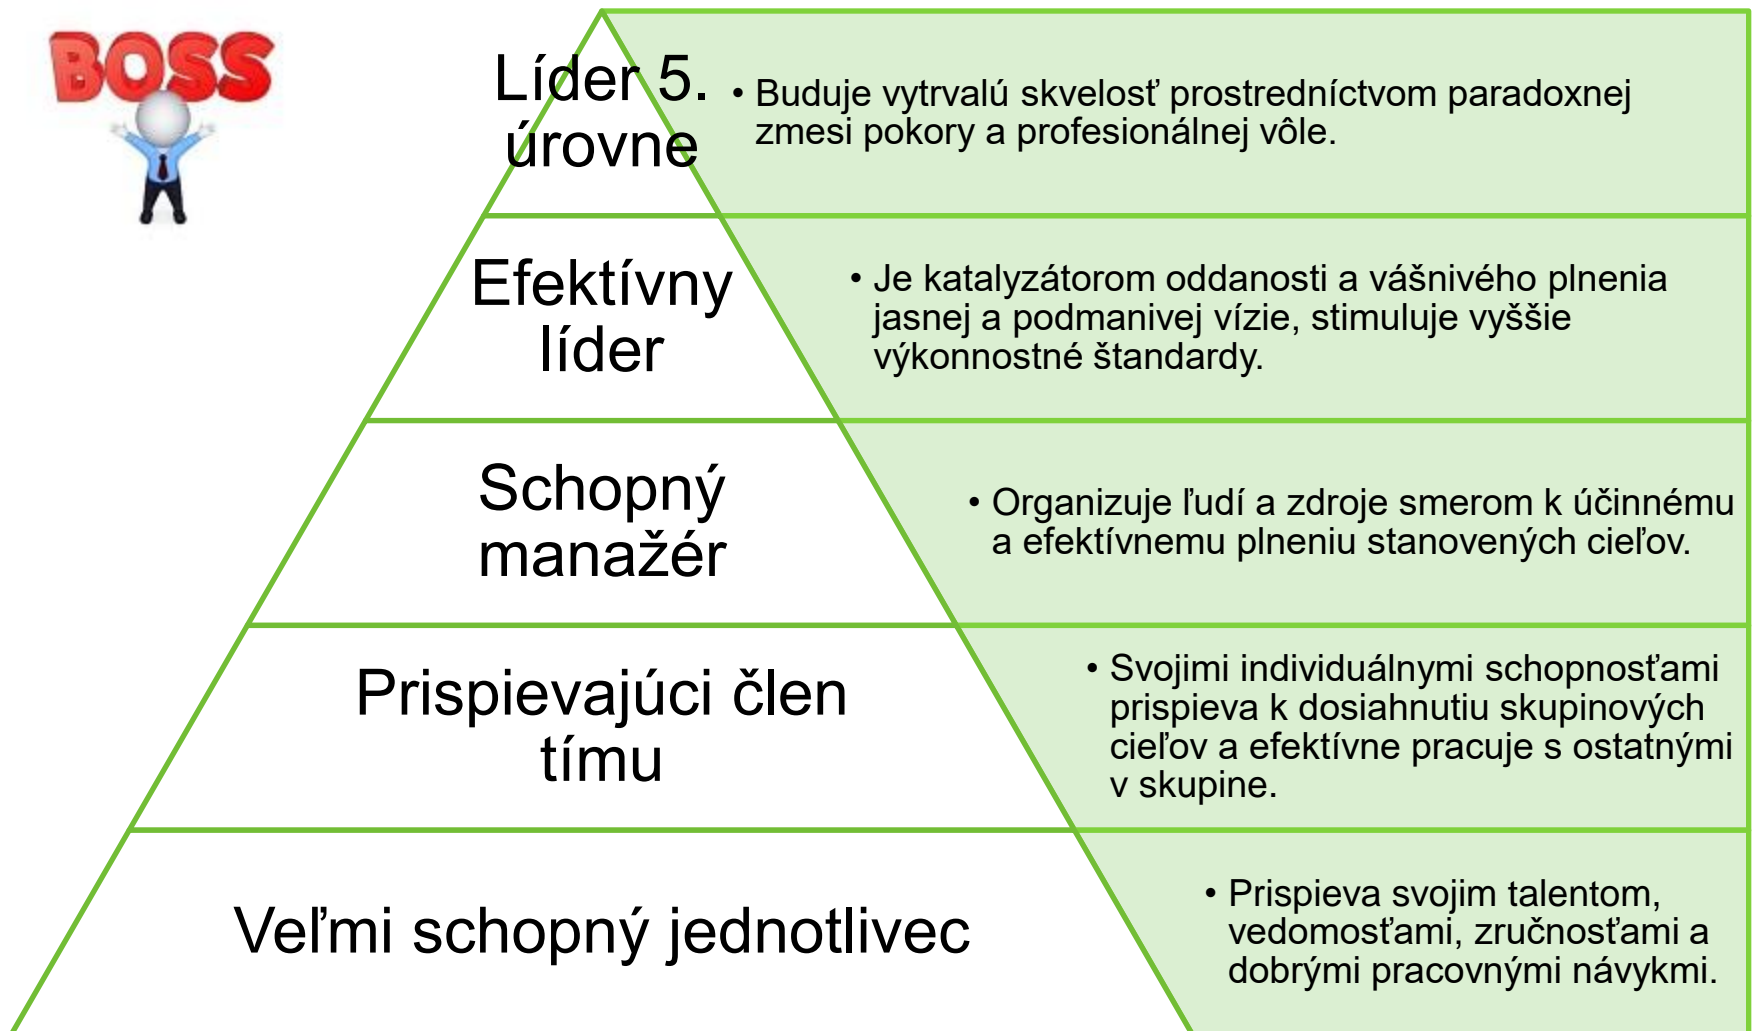 BOSS
Líder 5.
úrovne
• Buduje vytrvalú skvelosť prostredníctvom paradoxnej
zmesi pokory a profesionálnej vôle.
Efektívny
líder
• Je katalyzátorom oddanosti a vášnivého plnenia
jasnej a podmanivej vízie, stimuluje vyššie
výkonnostné štandardy.
Schopný
manažér
• Organizuje ľudí a zdroje smerom k účinnému
a efektívnemu plneniu stanovených cieľov.
Prispievajúci člen
tímu
• Svojimi individuálnymi schopnosťami
prispieva k dosiahnutiu skupinových
cieľov a efektívne pracuje s ostatnými
v skupine.
Veľmi schopný jednotlivec
• Prispieva svojim talentom,
vedomosťami, zručnosťami a
dobrými pracovnými návykmi.